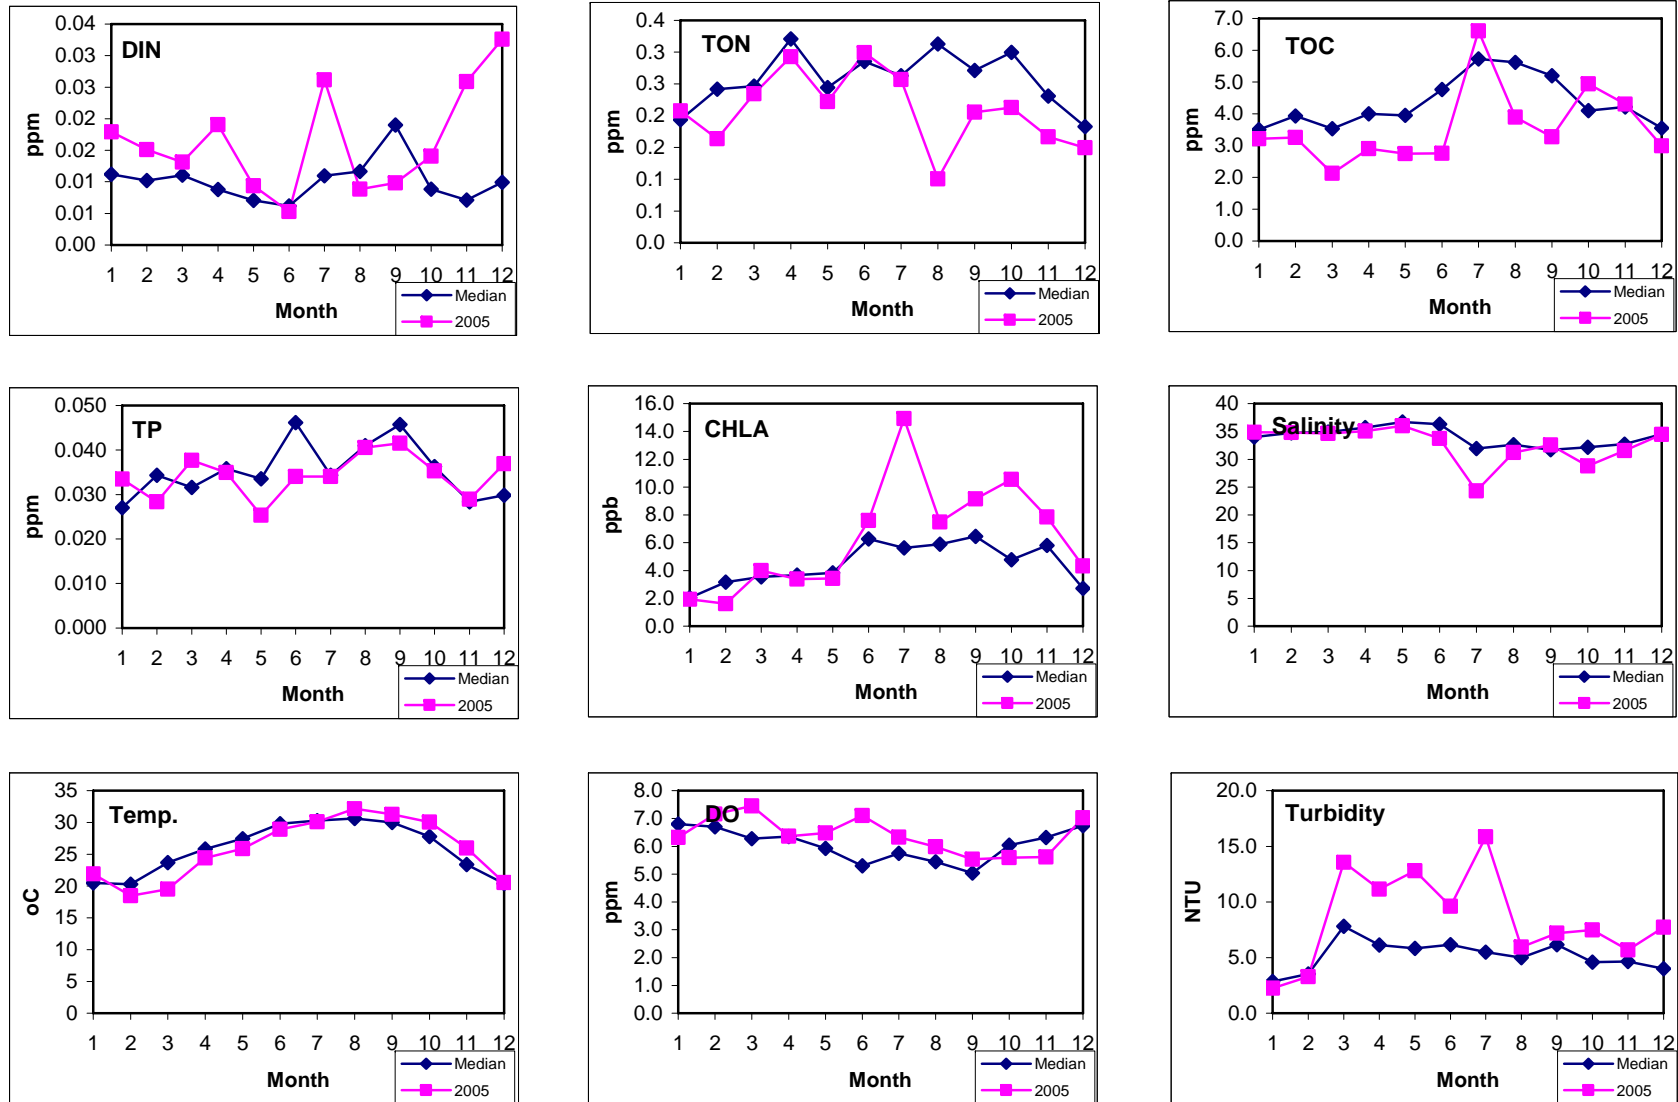 DIN
ppm
0.04
0.03
0.03
0.02
0.02
0.01
0.01
0.00
1 2 3 4 5 6 7 8 9 10 11 12
Month
Median
2005
TON
ppm
0.4
0.3
0.3
0.2
0.2
0.1
0.1
0.0
1 2 3 4 5 6 7 8 9 10 11 12
Month
Median
2005
TOC
ppm
7.0
6.0
5.0
4.0
3.0
2.0
1.0
0.0
1 2 3 4 5 6 7 8 9 10 11 12
Month
Median
2005
TP
ppm
0.050
0.040
0.030
0.020
0.010
0.000
1 2 3 4 5 6 7 8 9 10 11 12
Month
Median
2005
CHLA
ppb
16.0
14.0
12.0
10.0
8.0
6.0
4.0
2.0
0.0
1 2 3 4 5 6 7 8 9 10 11 12
Month
Median
2005
Salinity
40
35
30
25
20
15
10
5
0
1 2 3 4 5 6 7 8 9 10 11 12
Month
Median
2005
Temp.
oC
35
30
25
20
15
10
5
0
1 2 3 4 5 6 7 8 9 10 11 12
Month
Median
2005
DO
ppm
8.0
7.0
6.0
5.0
4.0
3.0
2.0
1.0
0.0
1 2 3 4 5 6 7 8 9 10 11 12
Month
Median
2005
Turbidity
NTU
20.0
15.0
10.0
5.0
0.0
1 2 3 4 5 6 7 8 9 10 11 12
Month
Median
2005